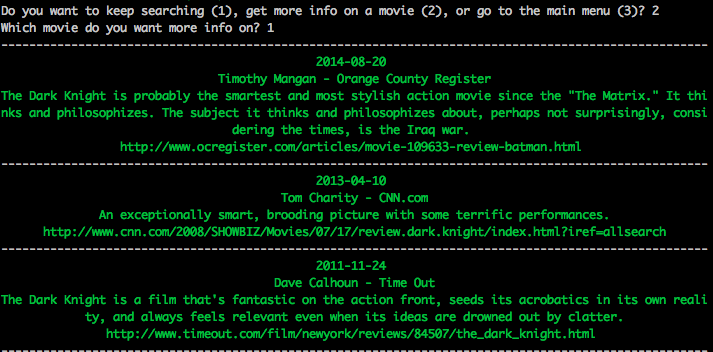 Do you want to keep searching (1), get more info on a movie (2), or go to the main menu (3)? 2
Which movie do you want more info on? 1
-----------------------------------------------------------------------------------------------------
2014-08-20
Timothy Mangan - Orange County Register
The Dark Knight is probably the smartest and most stylish action movie since the "The Matrix." It thi
nks and philosophizes. The subject it thinks and philosophizes about, perhaps not surprisingly, consi
dering the times, is the Iraq war.
http://www.ocregister.com/articles/movie-109633-review-batman.html
-----------------------------------------------------------------------------------------------------
2013-04-10
Tom Charity - CNN.com
An exceptionally smart, brooding picture with some terrific performances.
http://www.cnn.com/2008/SHOWBIZ/Movies/07/17/review.dark.knight/index.html?iref=allsearch
-----------------------------------------------------------------------------------------------------
2011-11-24
Dave Calhoun - Time Out
The Dark Knight is a film that's fantastic on the action front, seeds its acrobatics in its own reali
ty, and always feels relevant even when its ideas are drowned out by clatter.
http://www.timeout.com/film/newyork/reviews/84507/the_dark_knight.html
-----------------------------------------------------------------------------------------------------